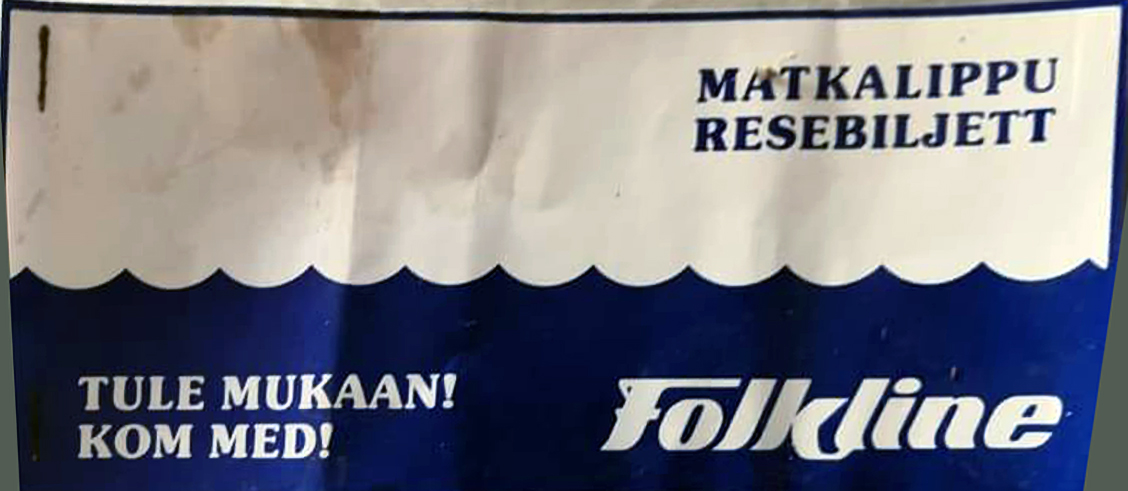 MATKALIPPU
RESEBILJETT
TULE MUKAAN!
KOM MED!
Folkline